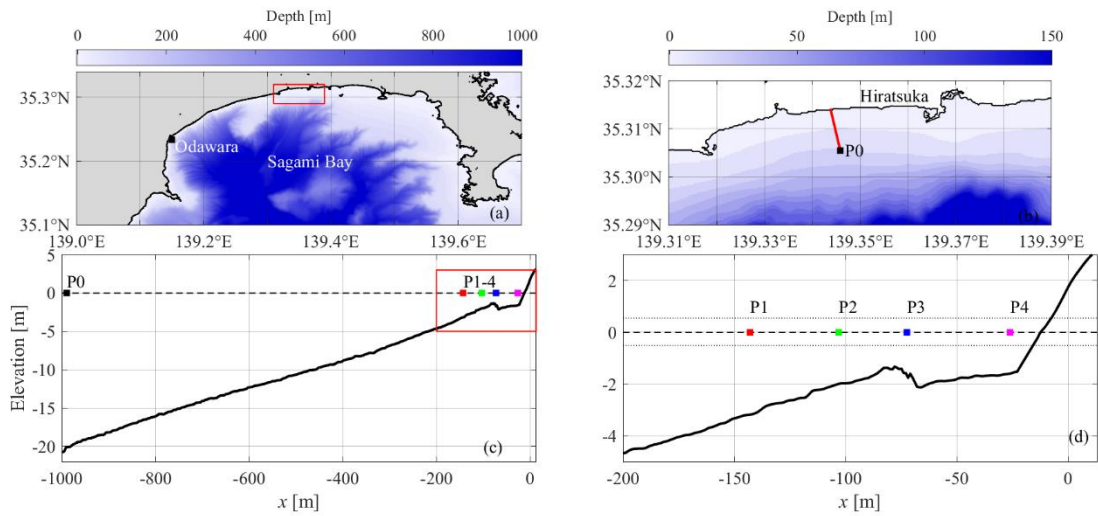 Depth [m]
0 200 400 600 800 1000
35.3°N
35.2°N
35.1°N
Odawara
Sagami Bay
(a)
139.0°E 139.2°E 139.4°E 139.6°E
Depth [m]
0 50 100 150
35.32°N
35.31°N
35.30°N
35.29°N
Hiratsuka
P0
(b)
139.31°E 139.33°E 139.35°E 139.37°E 139.39°E
Elevation [m]
5
0
-5
-10
-15
-20
P0 P1-4
(c)
-1000 -800 -600 -400 -200 0
x [m]
2
0
-2
-4
P1 P2 P3 P4
(d)
-200 -150 -100 -50 0
x [m]